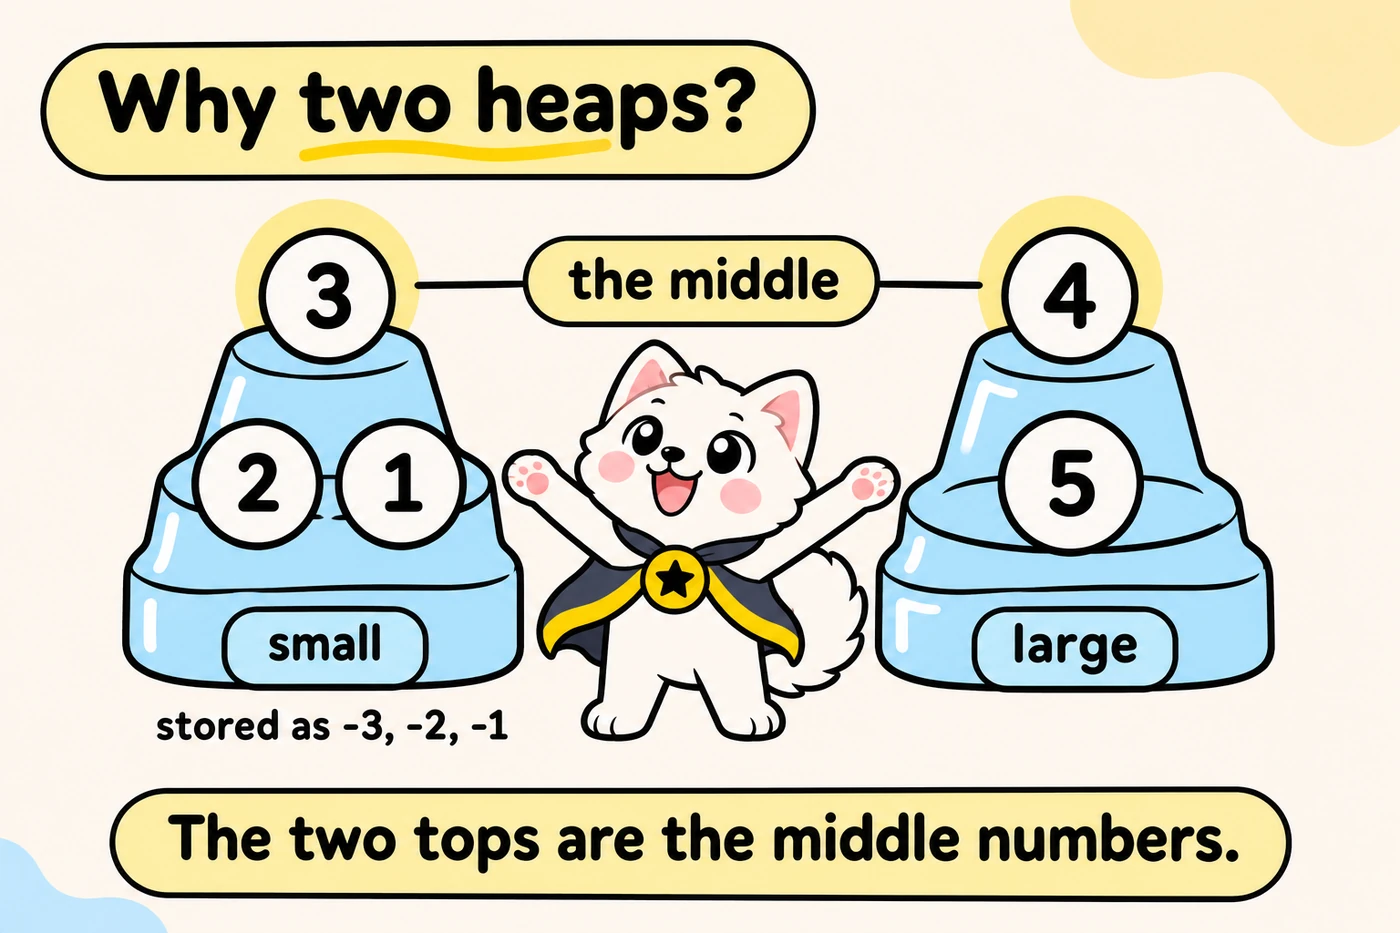 Why two heaps?
3
the middle
4
2
1
5
small
large
stored as -3, -2, -1
The two tops are the middle numbers.